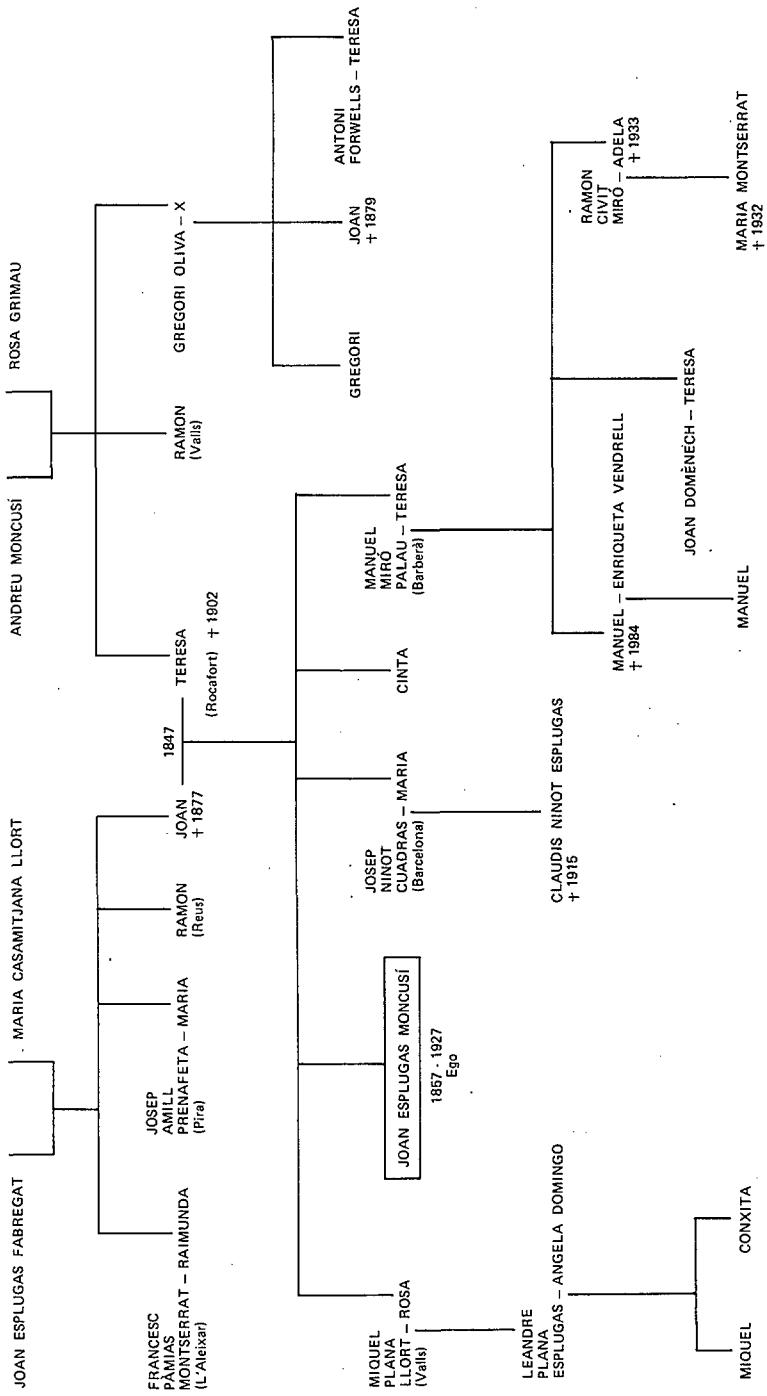 JOAN ESPLUGAS FABREGAT
MARIA CASAMITJANA LLORT
ANDREU MONCUSÍ
ROSA GRIMAU
FRANCESC
PÀMIAS
MONTSERRAT – RAIMUNDA
(L'Aleixar)
JOSEP
AMILL
PRENAFETA – MARIA
(Pira)
RAMON
(Reus)
JOAN
+ 1877
1847
TERESA
(Rocafort) + 1902
RAMON
(Valls)
GREGORI OLIVA – X
GREGORI
JOAN
+ 1879
ANTONI
FORWELLS – TERESA
MIQUEL
PLANA
LLORT – ROSA
(Valls)
JOAN ESPLUGAS MONCUSÍ
1857 - 1927
Ego
JOSEP
NINOT
CUADRAS – MARIA
(Barcelona)
CINTA
MANUEL
MIRÓ
PALAU – TERESA
(Barberà)
LEANDRE
PLANA
ESPLUGAS – ANGELA DOMINGO
CLAUDIS NINOT ESPLUGAS
+ 1915
MANUEL – ENRIQUETA VENDRELL
+ 1984
JOAN DOMÈNECH – TERESA
RAMON
CIVIT
MIRÓ – ADELA
+ 1933
MIQUEL
CONXITA
MANUEL
MARIA MONTSERRAT
+ 1932